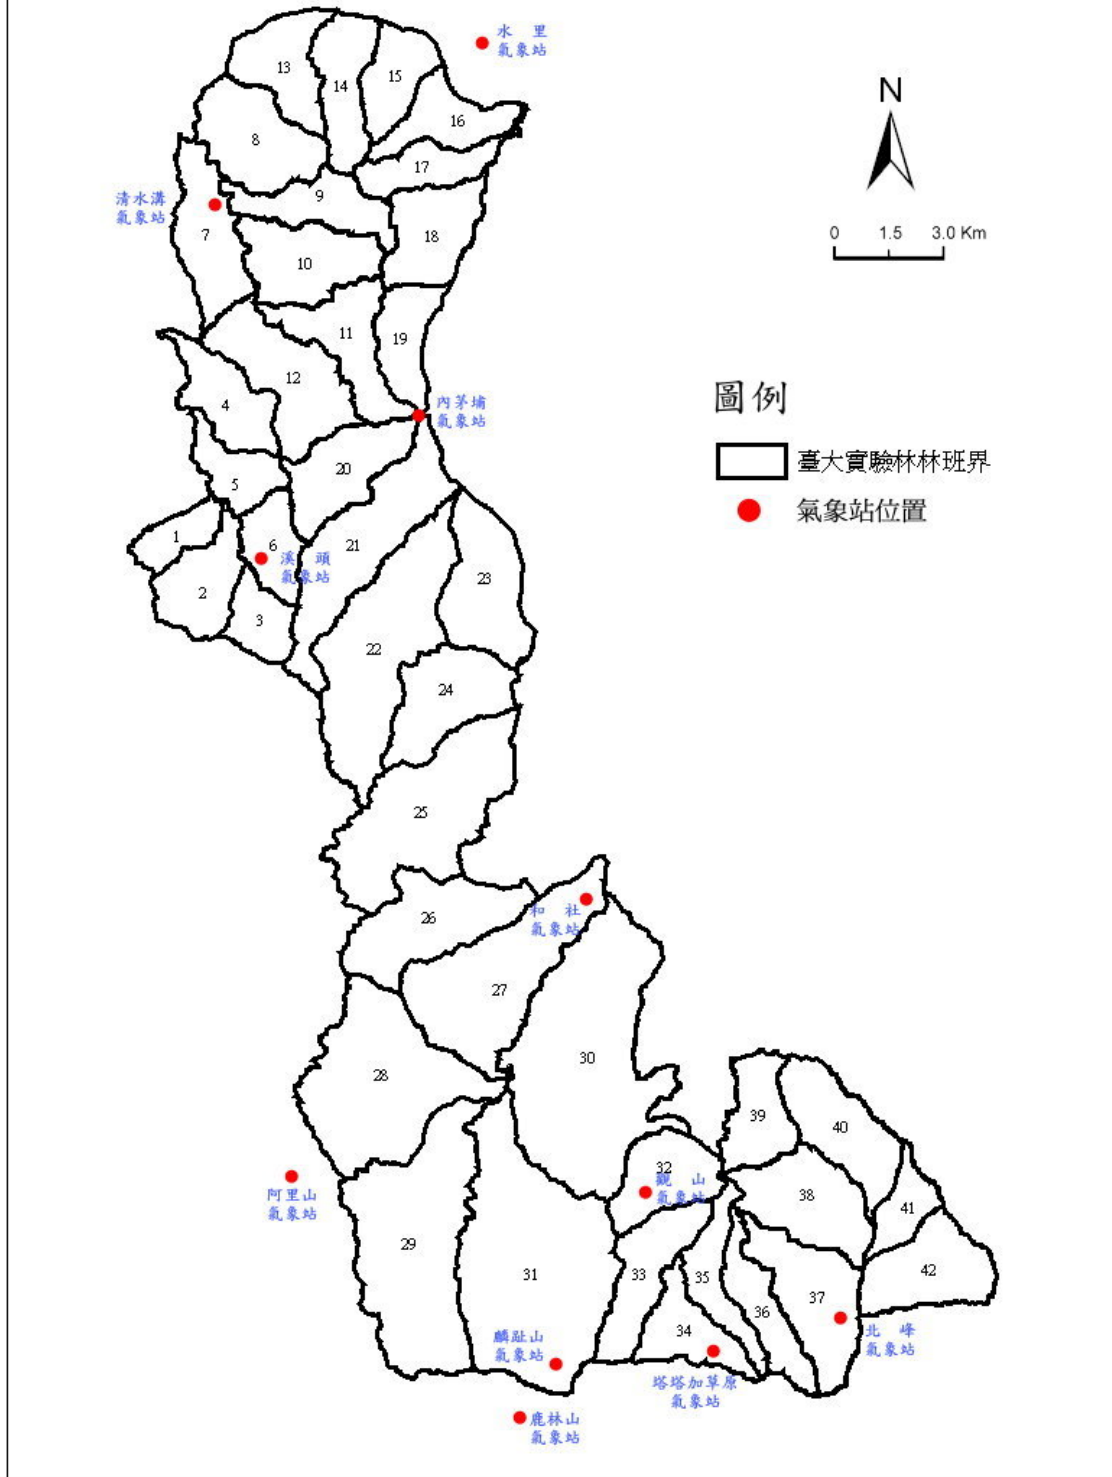 水 里
氣象站
13
14
15
16
8
17
N
清水溝
氣象站
9
7
18
0 1.5 3.0 Km
10
11
19
12
圖例
4
內茅埔
氣象站
臺大實驗林林班界
20
5
氣象站位置
1
6
溪 頭
氣象站
21
2
23
3
22
24
25
26
和 社
氣象站
27
30
28
39
40
32
觀 山
氣象站
阿里山
氣象站
38
41
29
31
33
35
42
37
36
34
麟趾山
氣象站
北 峰
氣象站
塔塔加草原
氣象站
鹿林山
氣象站